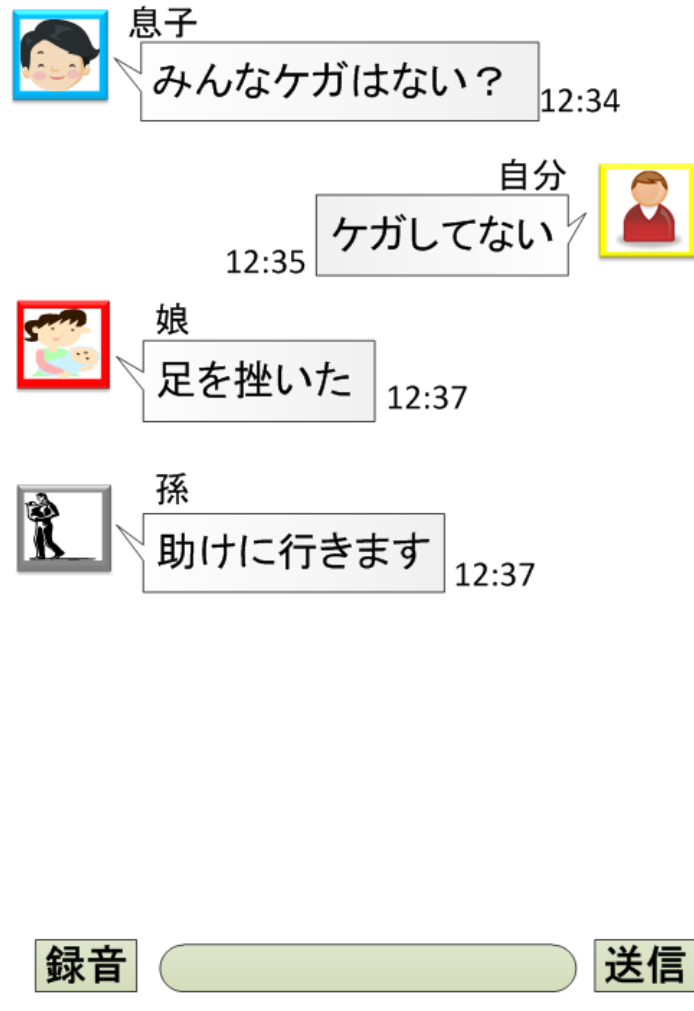 息子
みんなケガはない？
12:34
自分
ケガしてない
12:35
娘
足を挫いた
12:37
孫
助けに行きます
12:37
録音
送信